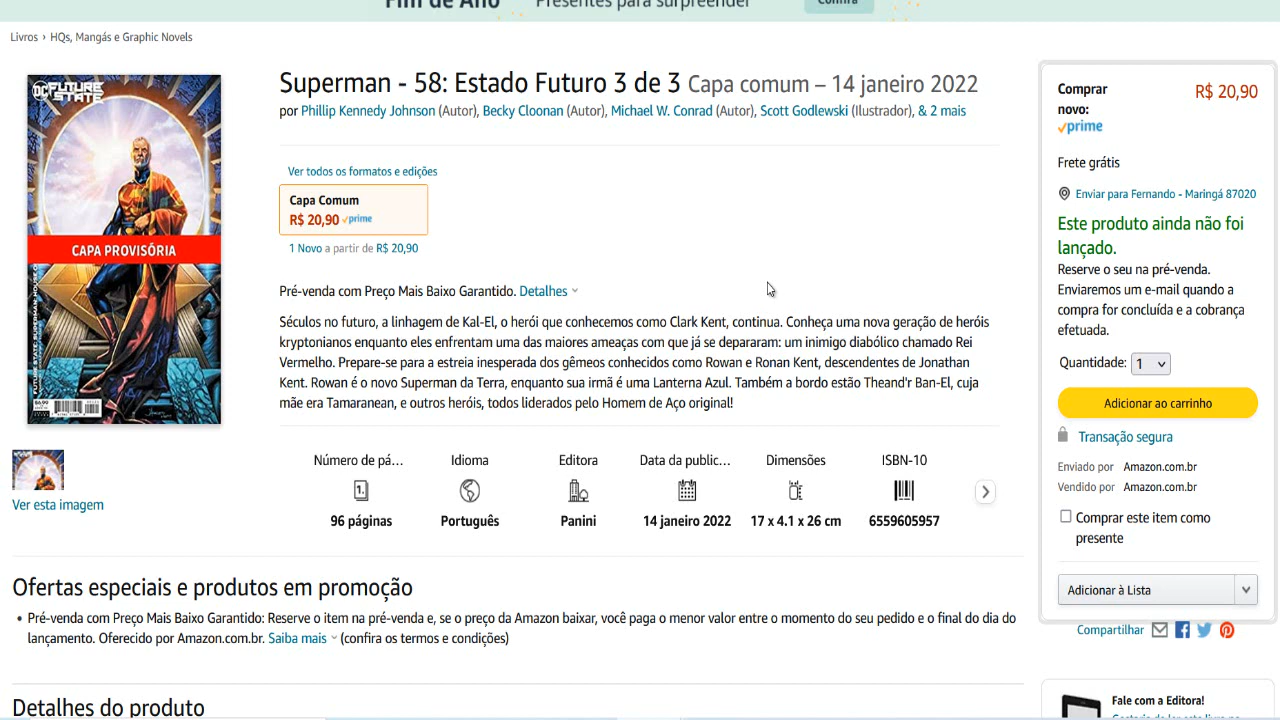 Fim de Ano Presentes para surpreender Confira
Livros › HQs, Mangás e Graphic Novels
DC FUTURE STATE
CAPA PROVISÓRIA
Ver esta imagem
Superman - 58: Estado Futuro 3 de 3 Capa comum – 14 janeiro 2022
por Phillip Kennedy Johnson (Autor), Becky Cloonan (Autor), Michael W. Conrad (Autor), Scott Godlewski (Ilustrador), & 2 mais
Ver todos os formatos e edições
Capa Comum
R$ 20,90 prime
1 Novo a partir de R$ 20,90
Pré-venda com Preço Mais Baixo Garantido. Detalhes
Séculos no futuro, a linhagem de Kal-El, o herói que conhecemos como Clark Kent, continua. Conheça uma nova geração de heróis
kryptonianos enquanto eles enfrentam uma das maiores ameaças com que já se depararam: um inimigo diabólico chamado Rei
Vermelho. Prepare-se para a estreia inesperada dos gêmeos conhecidos como Rowan e Ronan Kent, descendentes de Jonathan
Kent. Rowan é o novo Superman da Terra, enquanto sua irmã é uma Lanterna Azul. Também a bordo estão Theand'r Ban-El, cuja
mãe era Tamaranean, e outros heróis, todos liderados pelo Homem de Aço original!
Número de pá... Idioma Editora Data da public... Dimensões ISBN-10
96 páginas Português Panini 14 janeiro 2022 17 x 4.1 x 26 cm 6559605957
Comprar novo: R$ 20,90
prime
Frete grátis
Enviar para Fernando - Maringá 87020
Este produto ainda não foi
lançado.
Reserve o seu na pré-venda.
Enviaremos um e-mail quando a
compra for concluída e a cobrança
efetuada.
Quantidade: 1
Adicionar ao carrinho
Transação segura
Enviado por Amazon.com.br
Vendido por Amazon.com.br
Comprar este item como
presente
Adicionar à Lista
Compartilhar
Ofertas especiais e produtos em promoção
• Pré-venda com Preço Mais Baixo Garantido: Reserve o item na pré-venda e, se o preço da Amazon baixar, você paga o menor valor entre o momento do seu pedido e o final do dia do
lançamento. Oferecido por Amazon.com.br. Saiba mais (confira os termos e condições)
Detalhes do produto
Fale com a Editora!